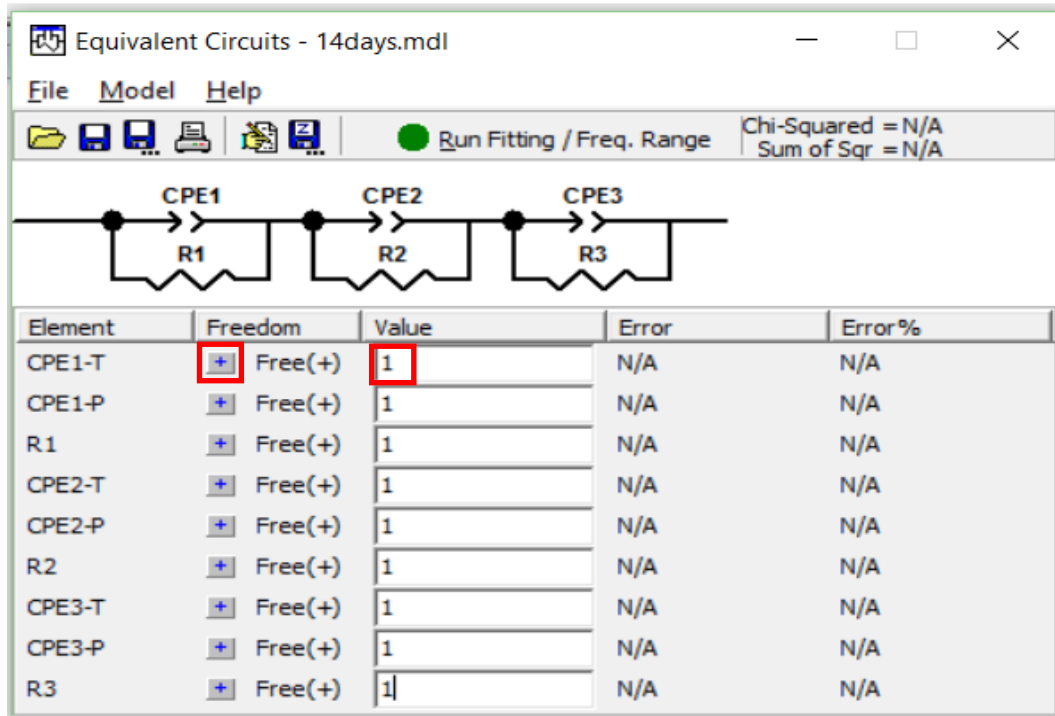 Equivalent Circuits - 14days.mdl
File Model Help
Run Fitting / Freq. Range
Chi-Squared = N/A
Sum of Sqr = N/A
CPE1 CPE2 CPE3
R1 R2 R3
Element Freedom Value Error Error%
CPE1-T + Free(+) 1 N/A N/A
CPE1-P + Free(+) 1 N/A N/A
R1 + Free(+) 1 N/A N/A
CPE2-T + Free(+) 1 N/A N/A
CPE2-P + Free(+) 1 N/A N/A
R2 + Free(+) 1 N/A N/A
CPE3-T + Free(+) 1 N/A N/A
CPE3-P + Free(+) 1 N/A N/A
R3 + Free(+) 1 N/A N/A